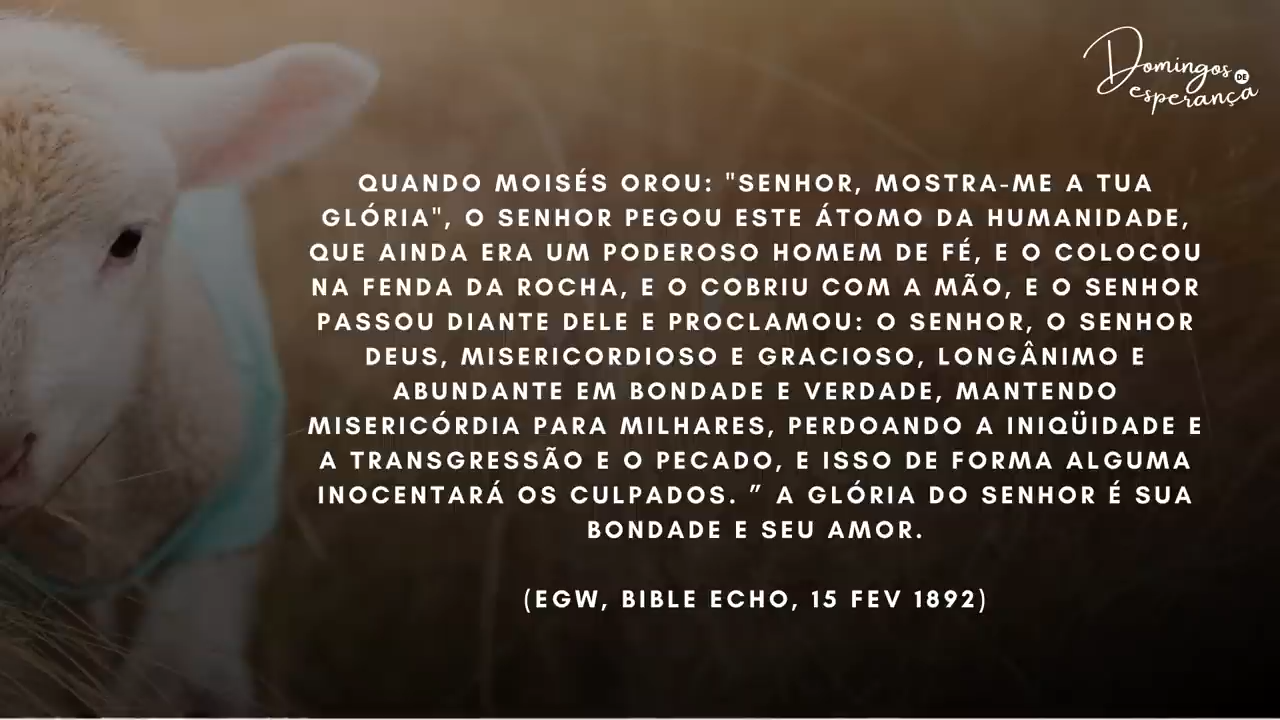 Domingos DE
esperança
QUANDO MOISÉS OROU: "SENHOR, MOSTRA-ME A TUA
GLÓRIA", O SENHOR PEGOU ESTE ÁTOMO DA HUMANIDADE,
QUE AINDA ERA UM PODEROSO HOMEM DE FÉ, E O COLOCOU
NA FENDA DA ROCHA, E O COBRIU COM A MÃO, E O SENHOR
PASSOU DIANTE DELE E PROCLAMOU: O SENHOR, O SENHOR
DEUS, MISERICORDIOSO E GRACIOSO, LONGÂNIMO E
ABUNDANTE EM BONDADE E VERDADE, MANTENDO
MISERICÓRDIA PARA MILHARES, PERDOANDO A INIQÜIDADE E
A TRANSGRESSÃO E O PECADO, E ISSO DE FORMA ALGUMA
INOCENTARÁ OS CULPADOS. ” A GLÓRIA DO SENHOR É SUA
BONDADE E SEU AMOR.
(EGW, BIBLE ECHO, 15 FEV 1892)